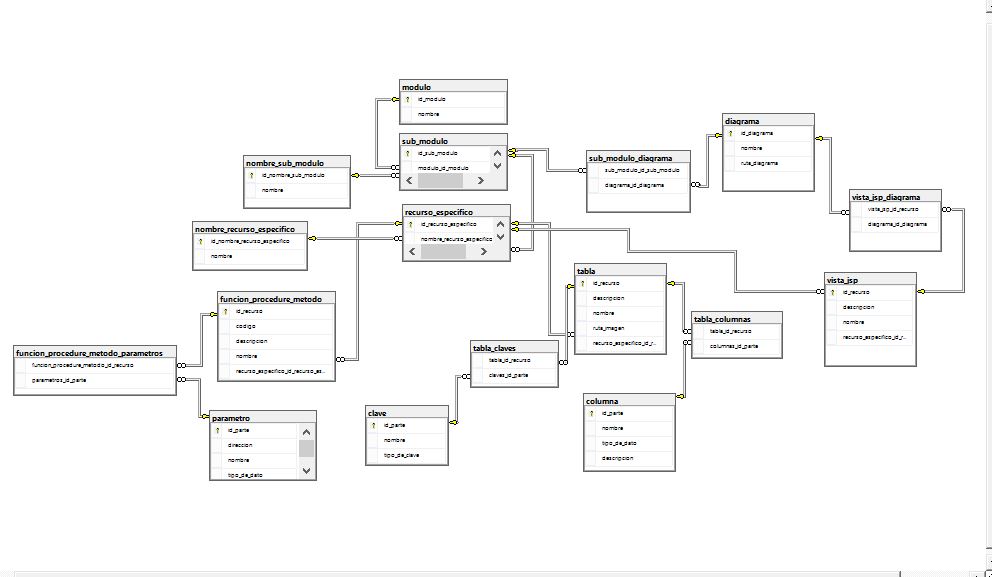 modulo
id_modulo
nombre
sub_modulo
id_sub_modulo
modulo_id_modulo
nombre_sub_modulo
id_nombre_sub_modulo
nombre
sub_modulo_diagrama
sub_modulo_id_sub_modulo
diagrama_id_diagrama
diagrama
id_diagrama
nombre
ruta_diagrama
vista_jsp_diagrama
vista_jsp_id_recurso
diagrama_id_diagrama
recurso_especifico
id_recurso_especifico
nombre_recurso_especifico
nombre_recurso_especifico
id_nombre_recurso_especifico
nombre
tabla
id_recurso
descripcion
nombre
ruta_imagen
recurso_especifico_id_r...
vista_jsp
id_recurso
descripcion
nombre
recurso_especifico_id_r...
funcion_procedure_metodo
id_recurso
codigo
descripcion
nombre
recurso_especifico_id_recurso_es...
tabla_columnas
tabla_id_recurso
columnas_id_parte
tabla_claves
tabla_id_recurso
claves_id_parte
funcion_procedure_metodo_parametros
funcion_procedure_metodo_id_recurso
parametros_id_parte
columna
id_parte
nombre
tipo_de_dato
descripcion
clave
id_parte
nombre
tipo_de_clave
parametro
id_parte
direccion
nombre
tipo_de_dato